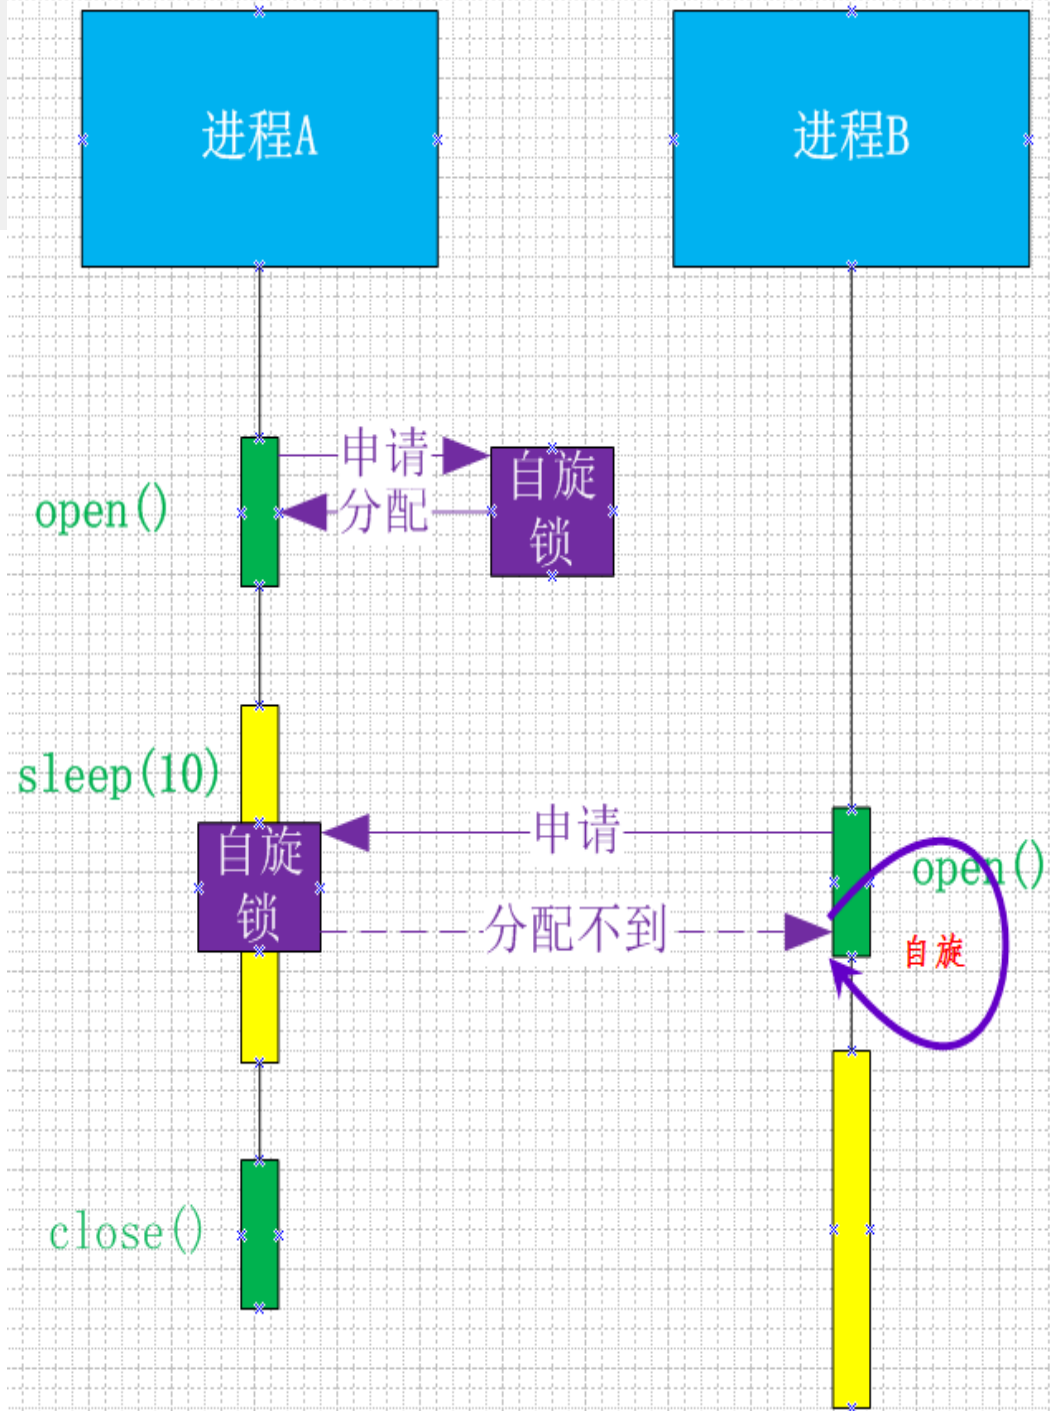 进程A
进程B
申请
分配
自旋
锁
open()
sleep(10)
自旋
锁
申请
open()
分配不到
自旋
close()